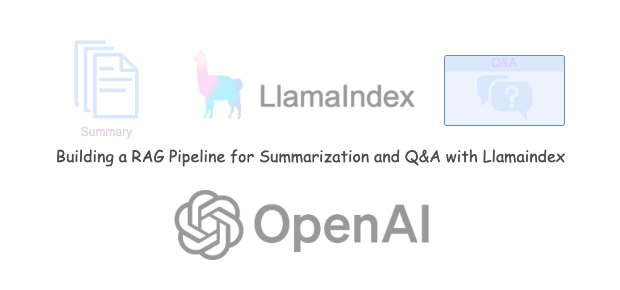 Q&A
LlamaIndex
Summary
Building a RAG Pipeline for Summarization and Q&A with Llamaindex
OpenAI